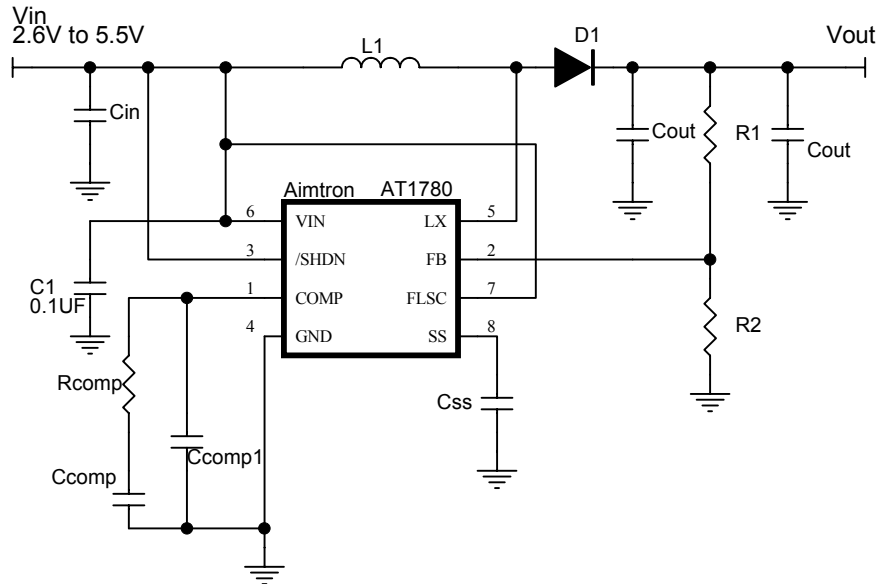 Vin
2.6V to 5.5V
L1
D1
Vout
Cin
Cout
R1
Cout
Aimtron AT1780
6 VIN LX 5
3 /SHDN FB 2
1 COMP FLSC 7
4 GND SS 8
C1
0.1UF
R2
Rcomp
Css
Ccomp1
Ccomp